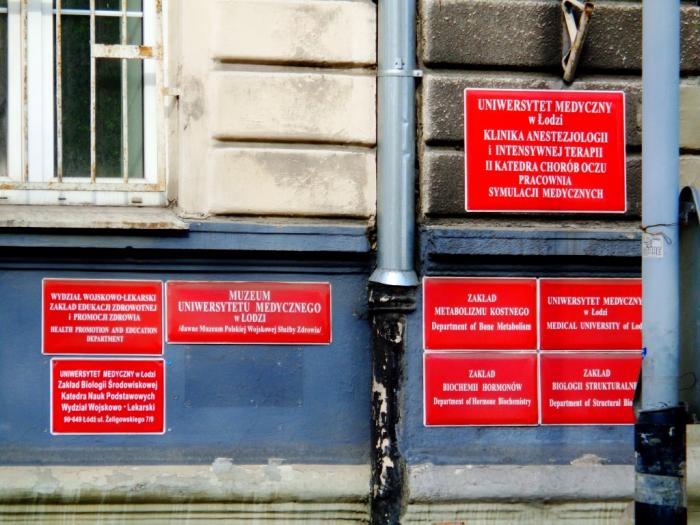 UNIWERSYTET MEDYCZNY
w Łodzi
KLINIKA ANESTEZJOLOGII
i INTENSYWNEJ TERAPII
II KATEDRA CHORÓB OCZU
PRACOWNIA
SYMULACJI MEDYCZNYCH
WYDZIAŁ WOJSKOWO-LEKARSKI
ZAKŁAD EDUKACJI ZDROWOTNEJ
i PROMOCJI ZDROWIA
HEALTH PROMOTION AND EDUCATION
DEPARTMENT
MUZEUM
UNIWERSYTETU MEDYCZNEGO
w ŁODZI
/dawne Muzeum Polskiej Wojskowej Służby Zdrowia/
UNIWERSYTET MEDYCZNY w Łodzi
Zakład Biologii Środowiskowej
Katedra Nauk Podstawowych
Wydział Wojskowo - Lekarski
90-649 Łódź ul. Żeligowskiego 7/9
ZAKŁAD
METABOLIZMU KOSTNEGO
Department of Bone Metabolism
UNIWERSYTET MEDYCZNY
w Łodzi
MEDICAL UNIVERSITY of Lod
ZAKŁAD
BIOCHEMII HORMONÓW
Department of Hormone Biochemistry
ZAKŁAD
BIOLOGII STRUKTURALNE
Department of Structural Bio